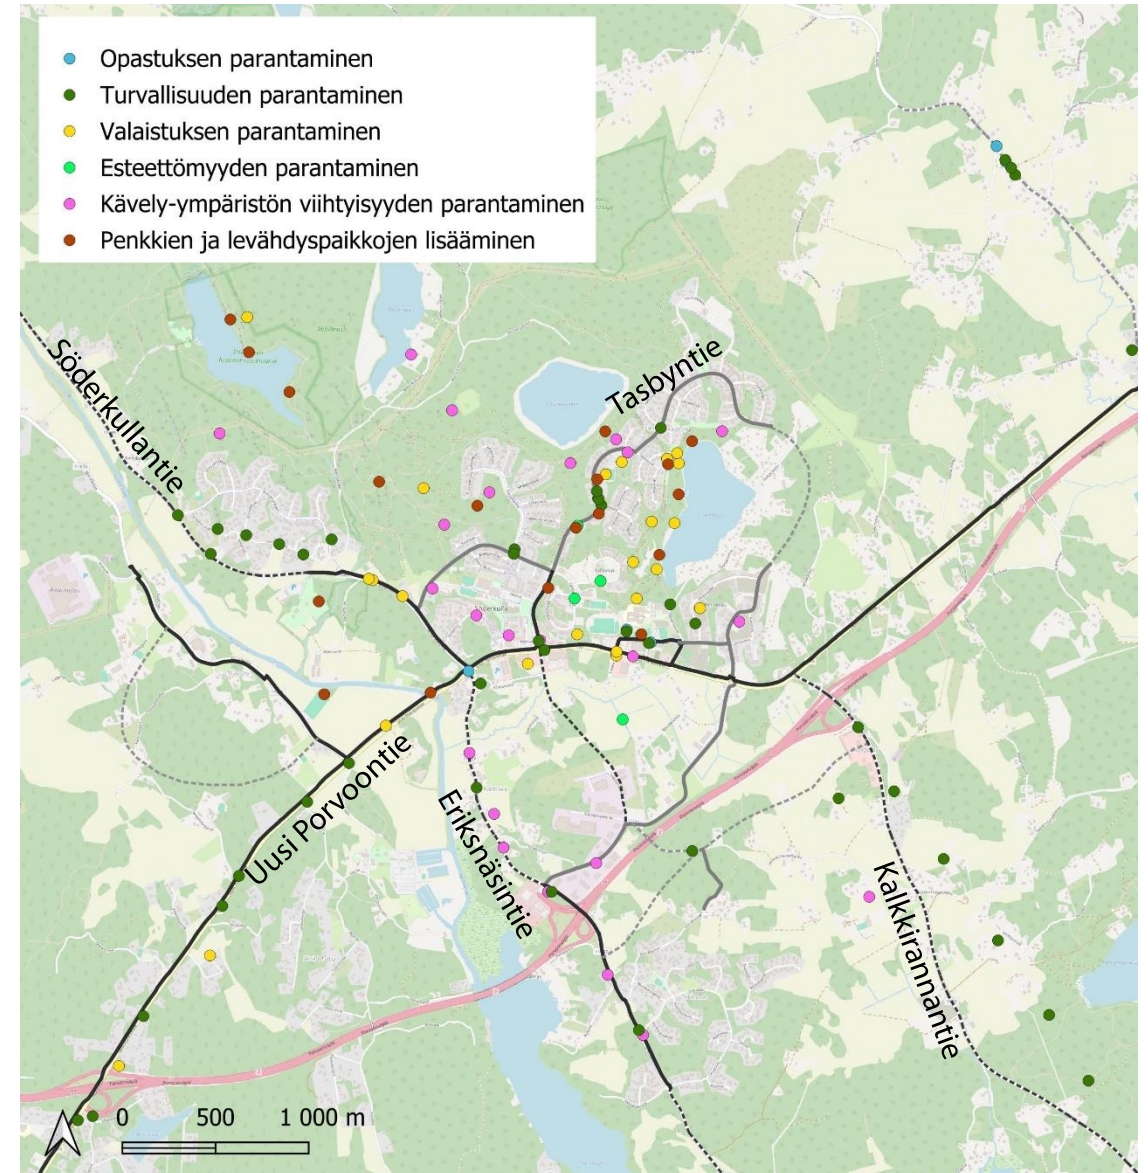 Opastuksen parantaminen
Turvallisuuden parantaminen
Valaistuksen parantaminen
Esteettömyyden parantaminen
Kävely-ympäristön viihtyisyyden parantaminen
Penkkien ja levähdyspaikkojen lisääminen
Söderkullantie
Tasbyntie
Uusi Porvoontie
Eriksnäsintie
Kalkkirannantie
0 500 1 000 m